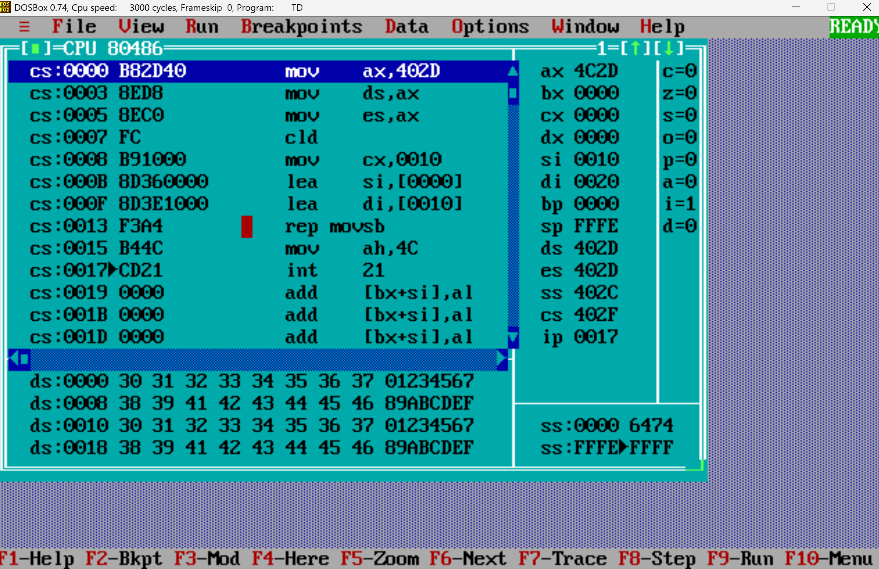 DOSBox 0.74, Cpu speed: 3000 cycles, Frameskip 0, Program: TD
≡ File View Run Breakpoints Data Options Window Help READY
[■]=CPU 80486 1=[↑][↓]
cs:0000 B82D40 mov ax,402D ax 4C2D c=0
cs:0003 8ED8 mov ds,ax bx 0000 z=0
cs:0005 8EC0 mov es,ax cx 0000 s=0
cs:0007 FC cld dx 0000 o=0
cs:0008 B91000 mov cx,0010 si 0010 p=0
cs:000B 8D360000 lea si,[0000] di 0020 a=0
cs:000F 8D3E1000 lea di,[0010] bp 0000 i=1
cs:0013 F3A4 rep movsb sp FFFE d=0
cs:0015 B44C mov ah,4C ds 402D
cs:0017►CD21 int 21 es 402D
cs:0019 0000 add [bx+si],al ss 402C
cs:001B 0000 add [bx+si],al cs 402F
cs:001D 0000 add [bx+si],al ip 0017
ds:0000 30 31 32 33 34 35 36 37 01234567
ds:0008 38 39 41 42 43 44 45 46 89ABCDEF
ds:0010 30 31 32 33 34 35 36 37 01234567 ss:0000 6474
ds:0018 38 39 41 42 43 44 45 46 89ABCDEF ss:FFFE►FFFF
F1-Help F2-Bkpt F3-Mod F4-Here F5-Zoom F6-Next F7-Trace F8-Step F9-Run F10-Menu